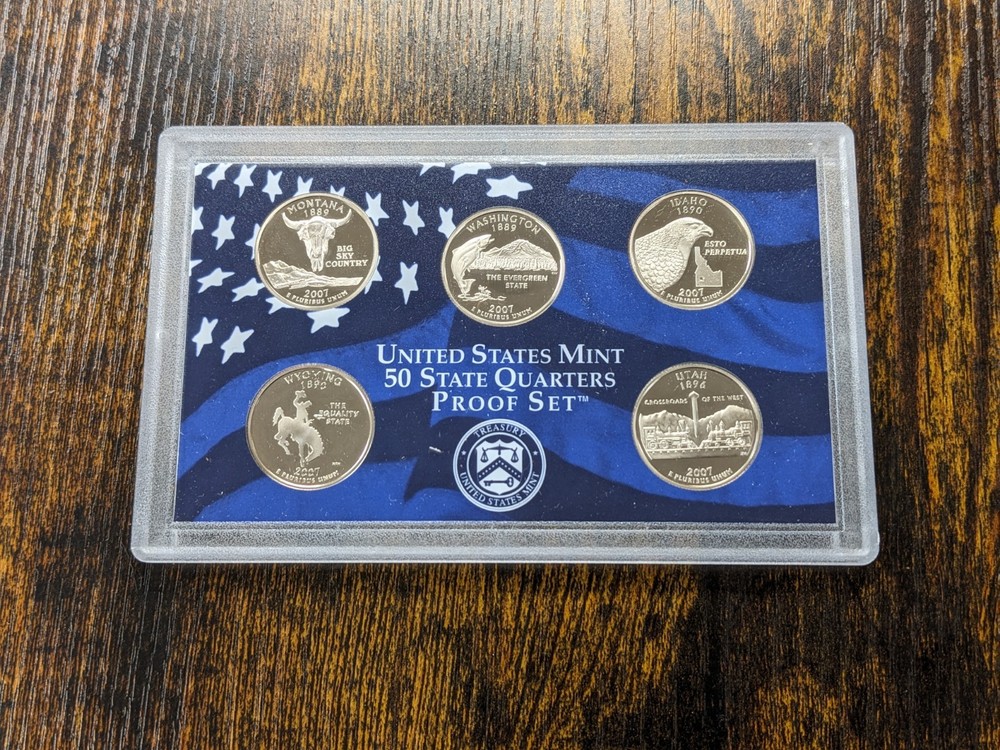 MONTANA
1889
BIG
SKY
COUNTRY
2007
E PLURIBUS UNUM
WASHINGTON
1889
THE EVERGREEN
STATE
2007
E PLURIBUS UNUM
IDAHO
1890
ESTO
PERPETUA
2007
E PLURIBUS UNUM
UNITED STATES MINT
50 STATE QUARTERS
PROOF SET™
WYOMING
1890
THE
EQUALITY
STATE
2007
E PLURIBUS UNUM
TREASURY
UNITED STATES MINT
UTAH
1896
CROSSROADS OF THE WEST
2007
E PLURIBUS UNUM